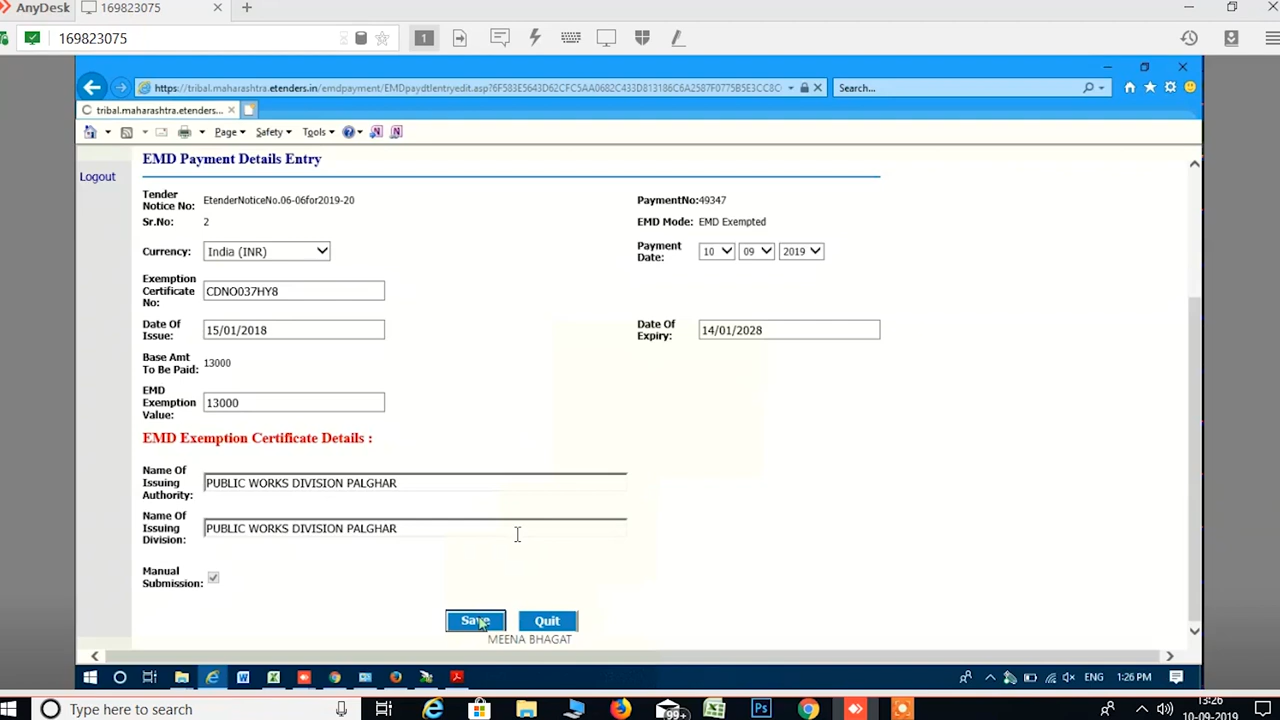 AnyDesk
169823075
169823075
1
https://tribal.maharashtra.etenders.in/emdpayment/EMDpaydtlentryedit.asp?6F583E5643D62CFC5AA0682C433D813186C6A2587F0775B5E3CC8C
Search...
tribal.maharashtra.etenders...
Page
Safety
Tools
EMD Payment Details Entry
Logout
Tender Notice No: EtenderNoticeNo.06-06for2019-20
PaymentNo:49347
Sr.No: 2
EMD Mode: EMD Exempted
Currency: India (INR)
Payment Date: 10 09 2019
Exemption Certificate No: CDNO037HY8
Date Of Issue: 15/01/2018
Date Of Expiry: 14/01/2028
Base Amt To Be Paid: 13000
EMD Exemption Value: 13000
EMD Exemption Certificate Details :
Name Of Issuing Authority: PUBLIC WORKS DIVISION PALGHAR
Name Of Issuing Division: PUBLIC WORKS DIVISION PALGHAR
Manual Submission:
Save
Quit
MEENA BHAGAT
ENG
1:26 PM
Type here to search
99+
13:26
10-09-2019